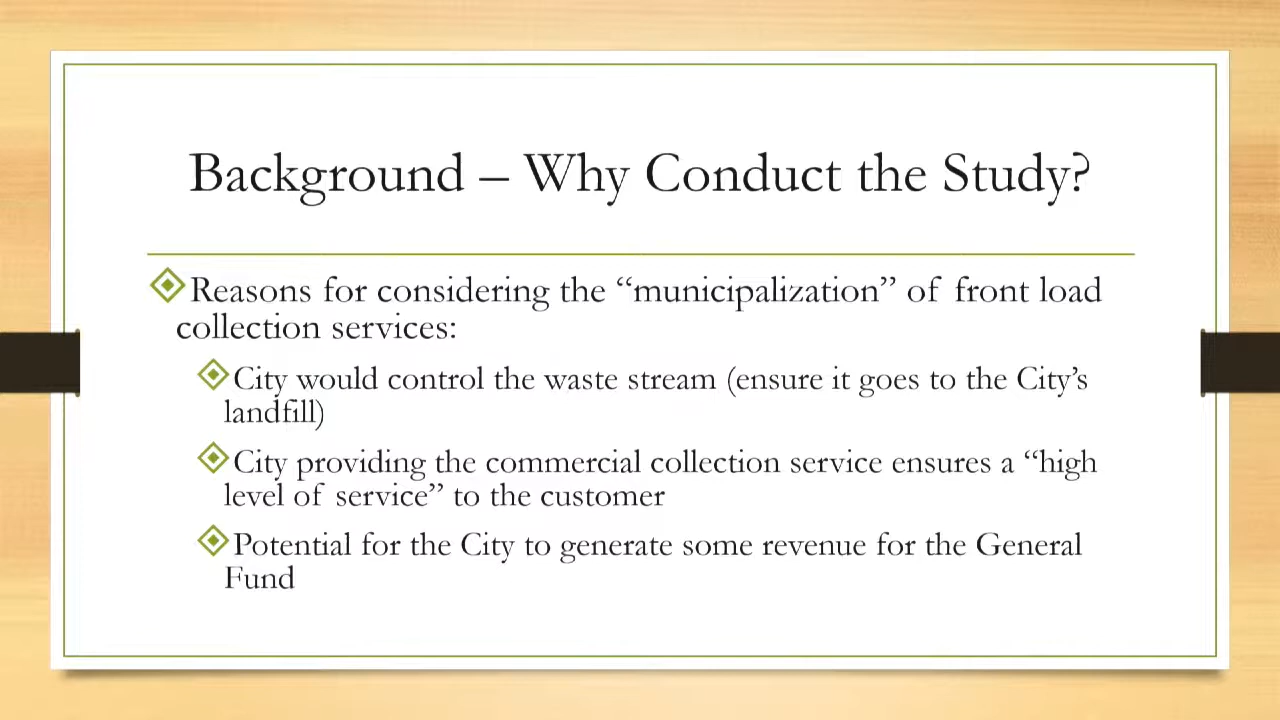 Background – Why Conduct the Study?
Reasons for considering the “municipalization” of front load
collection services:
City would control the waste stream (ensure it goes to the City’s
landfill)
City providing the commercial collection service ensures a “high
level of service” to the customer
Potential for the City to generate some revenue for the General
Fund